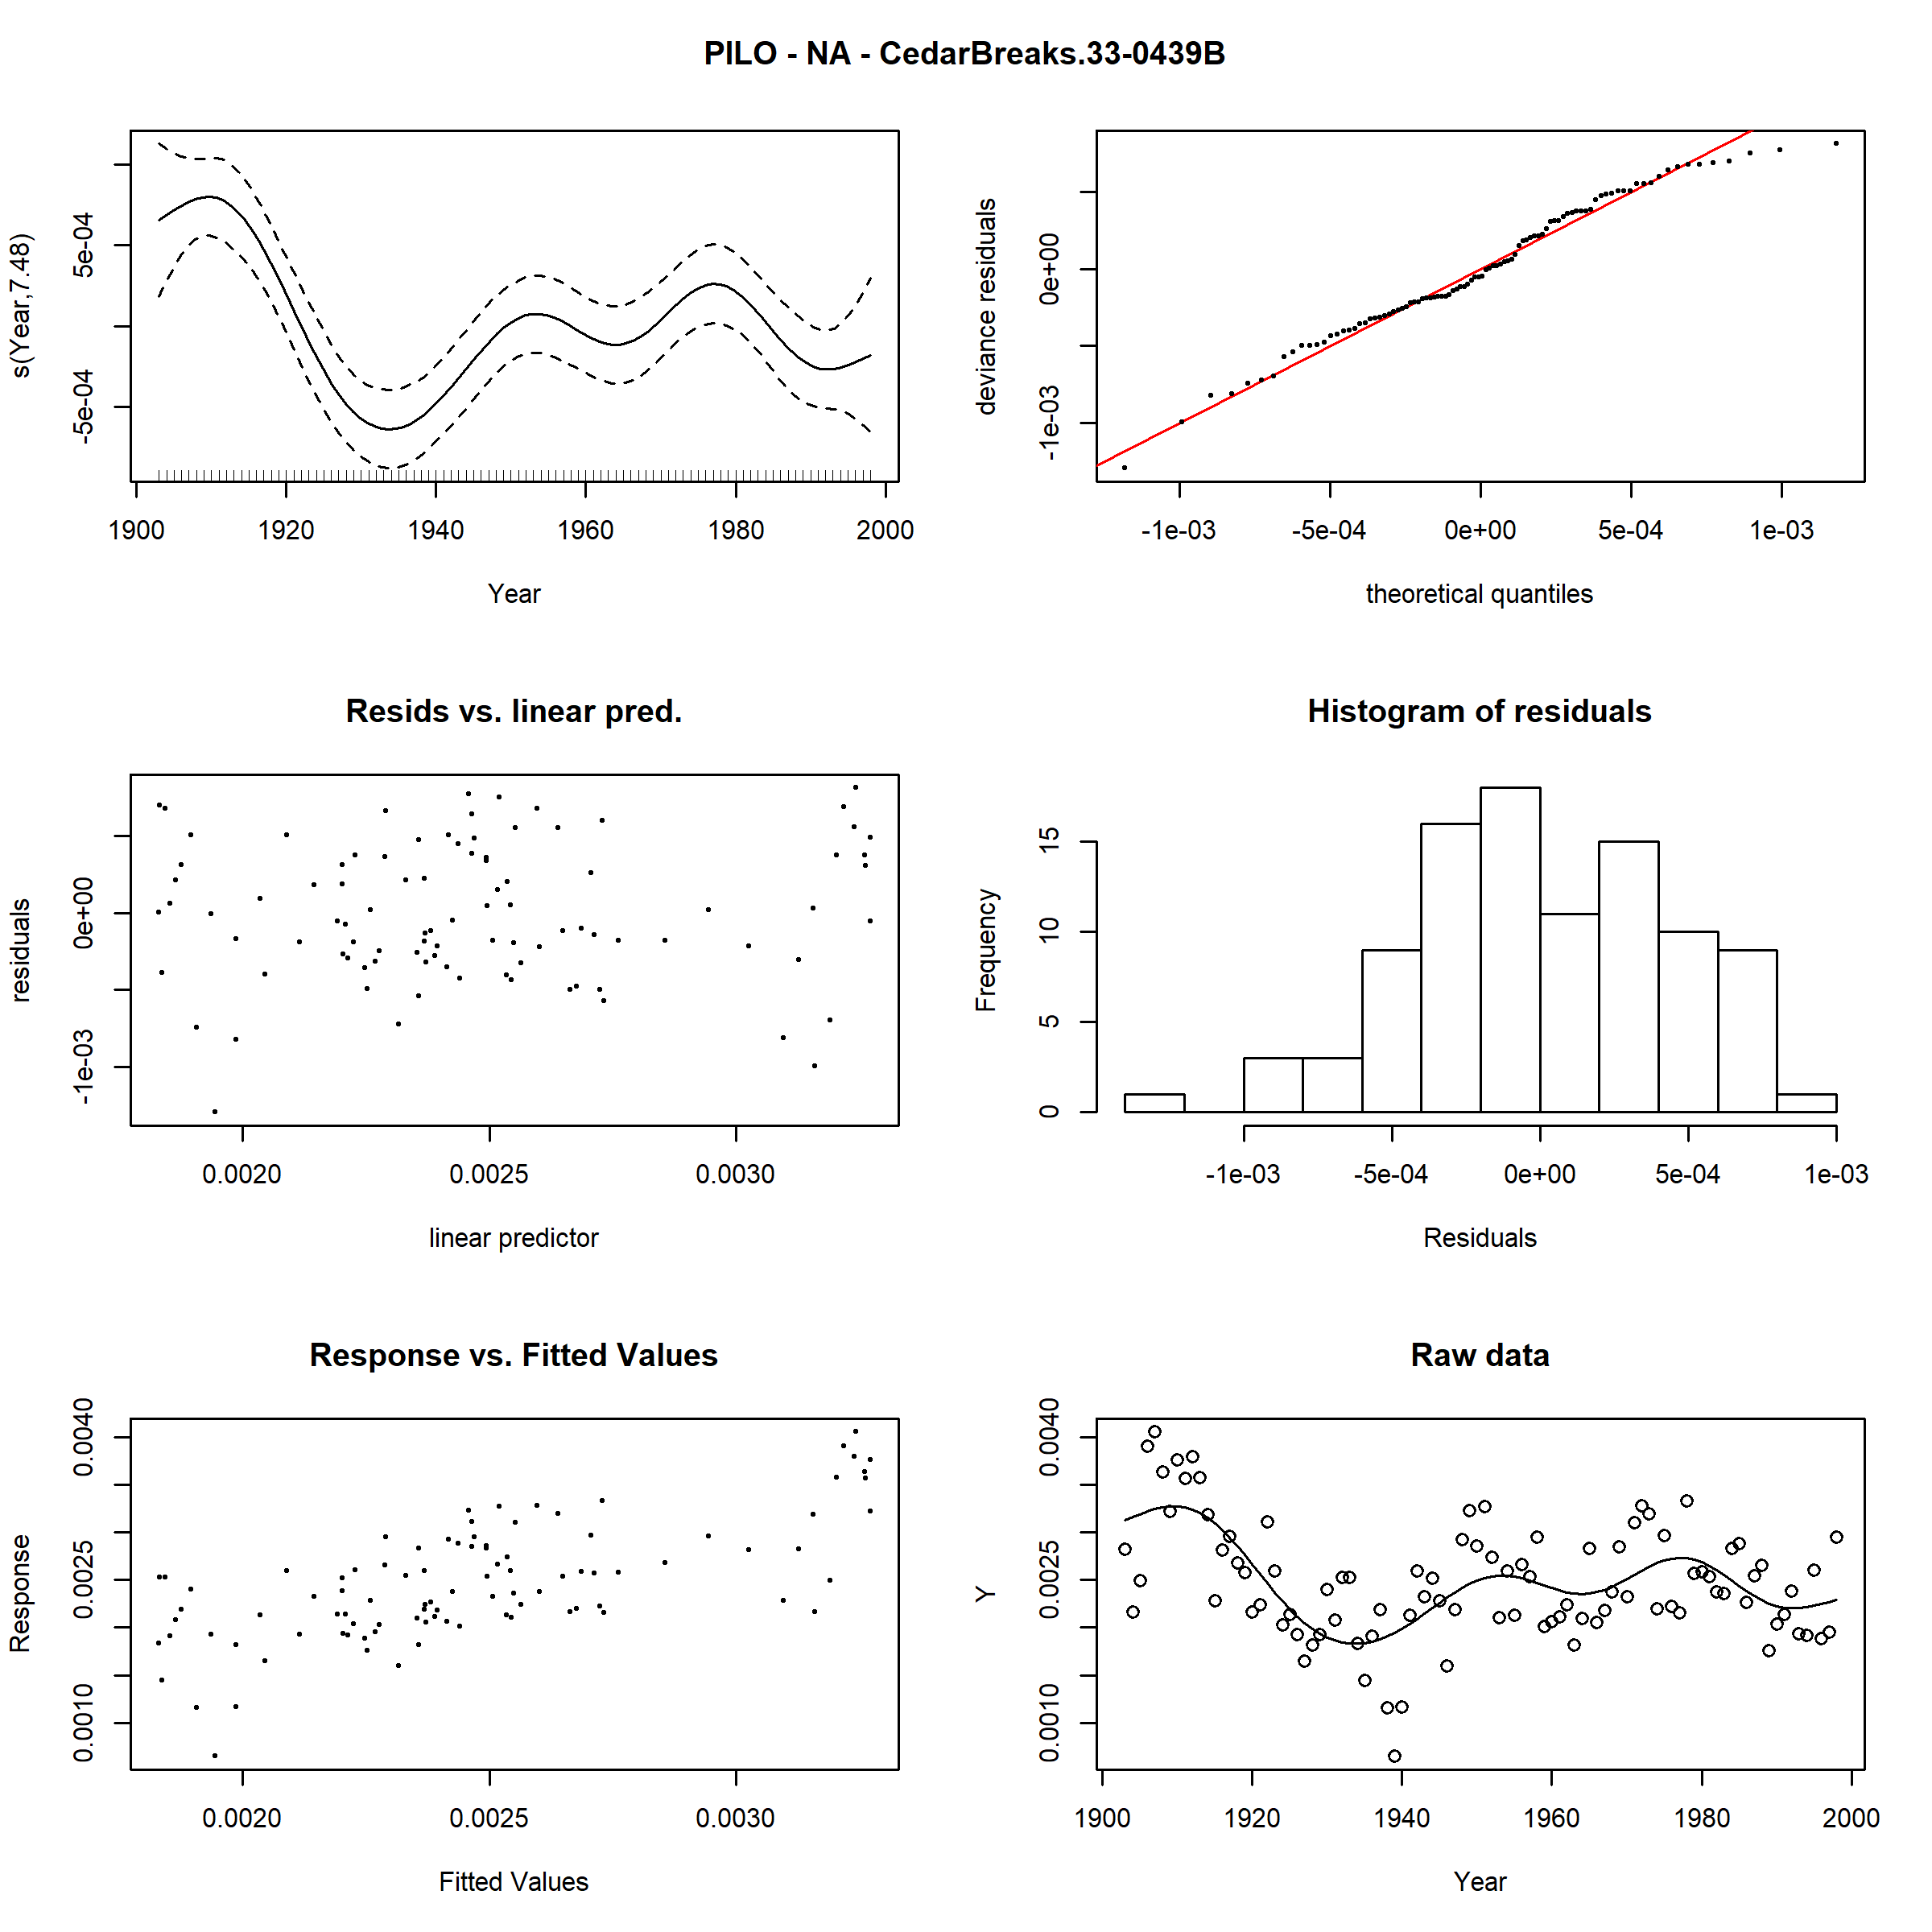 PILO - NA - CedarBreaks.33-0439B
s(Year,7.48)
5e-04
-5e-04
1900 1920 1940 1960 1980 2000
Year
deviance residuals
0e+00
-1e-03
-1e-03 -5e-04 0e+00 5e-04 1e-03
theoretical quantiles
Resids vs. linear pred.
residuals
0e+00
-1e-03
0.0020 0.0025 0.0030
linear predictor
Histogram of residuals
Frequency
15
10
5
0
-1e-03 -5e-04 0e+00 5e-04 1e-03
Residuals
Response vs. Fitted Values
Response
0.0040
0.0025
0.0010
0.0020 0.0025 0.0030
Fitted Values
Raw data
Y
0.0040
0.0025
0.0010
1900 1920 1940 1960 1980 2000
Year